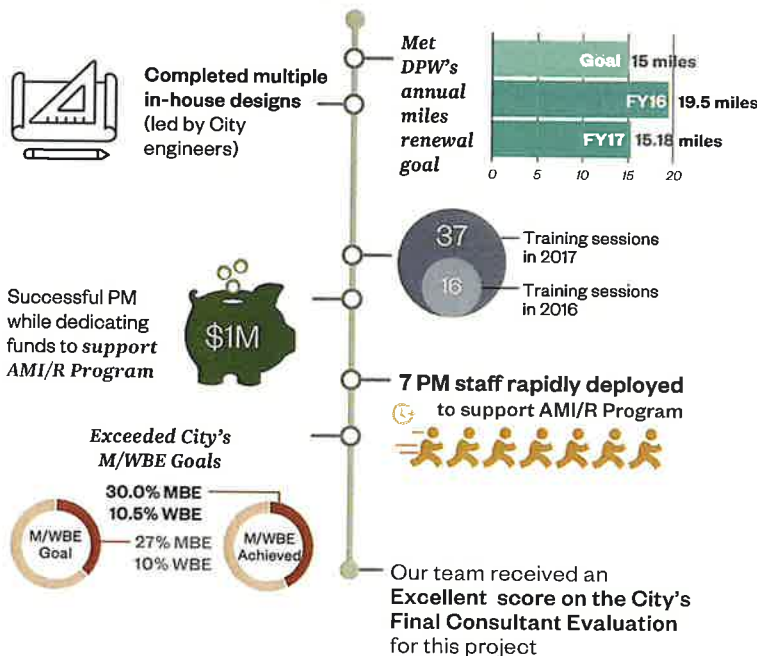 Completed multiple
in-house designs
(led by City
engineers)
Met
DPW's
annual
miles
renewal
goal
Goal 15 miles
FY16 19.5 miles
FY17 15.18 miles
0 5 10 15 20
37
Training sessions
in 2017
16
Training sessions
in 2016
Successful PM
while dedicating
funds to support
AMI/R Program
$1M
7 PM staff rapidly deployed
to support AMI/R Program
Exceeded City's
M/WBE Goals
30.0% MBE
10.5% WBE
M/WBE
Goal
27% MBE
10% WBE
M/WBE
Achieved
Our team received an
Excellent score on the City's
Final Consultant Evaluation
for this project